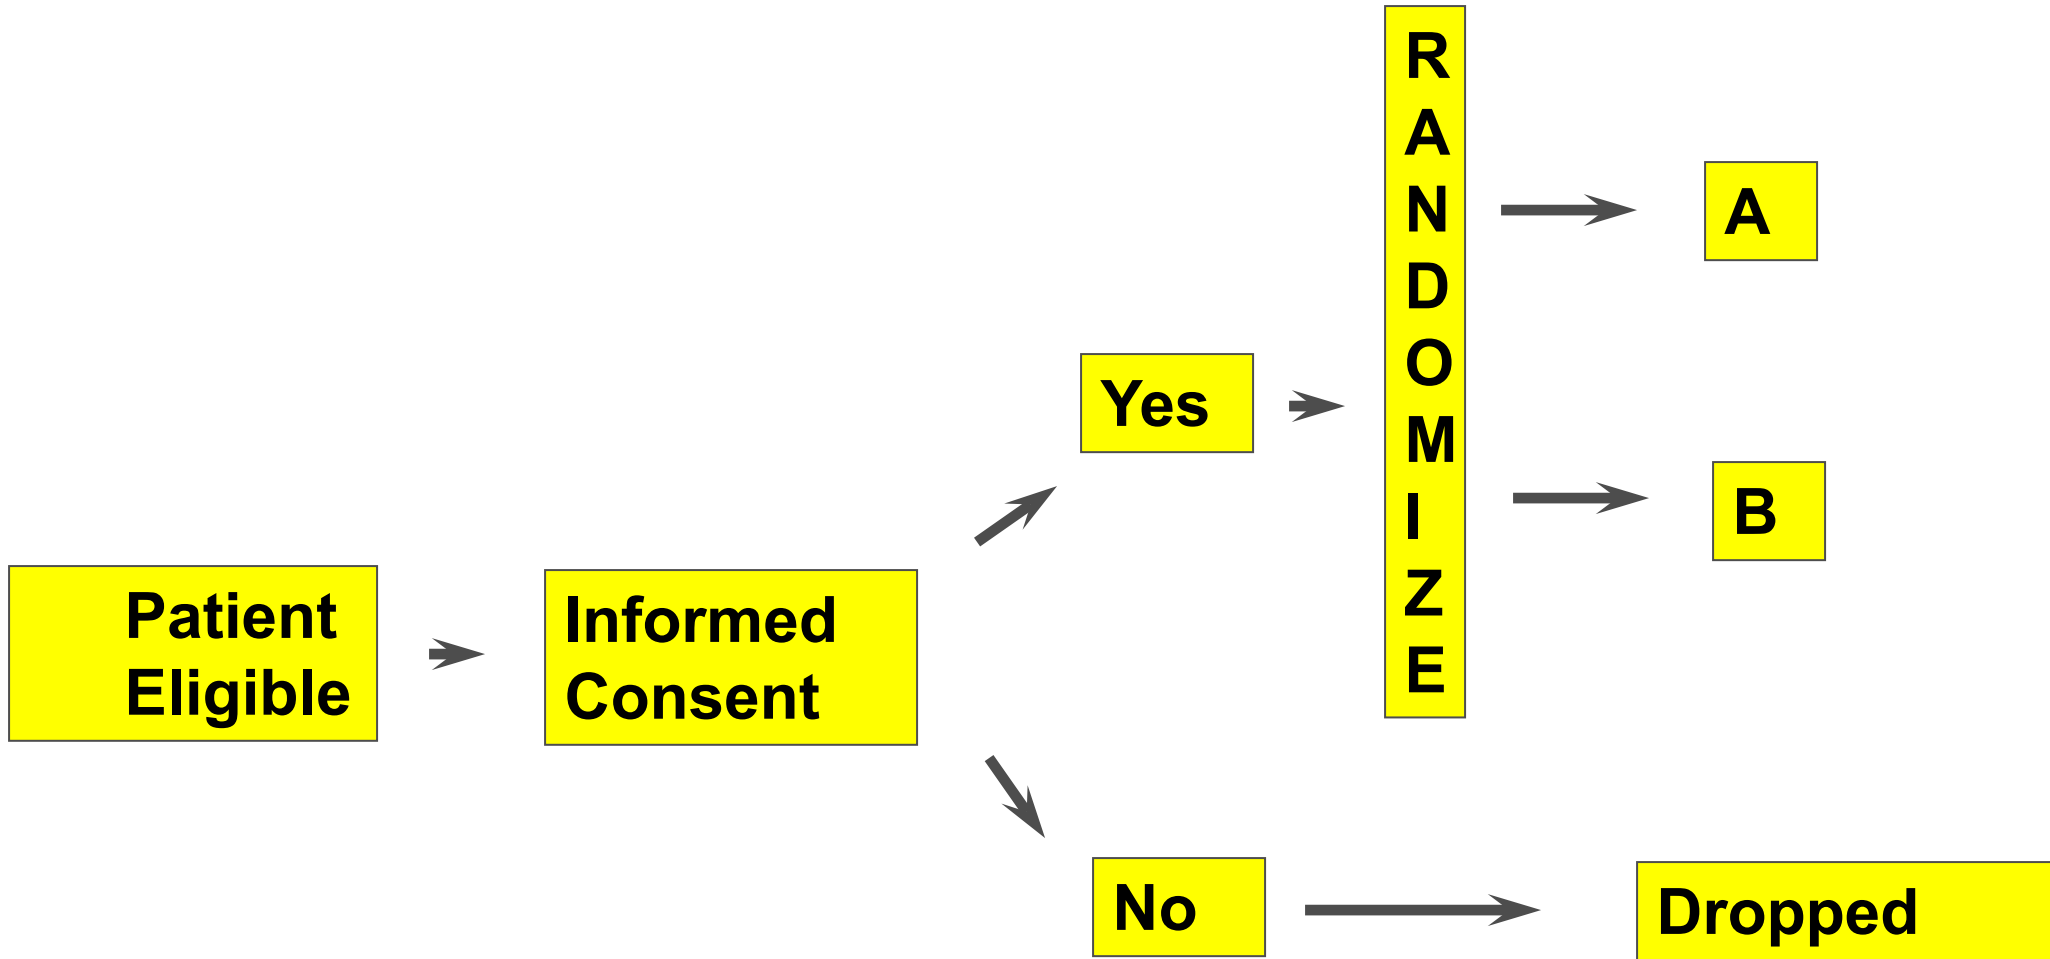 Patient
Eligible
Informed
Consent
Yes
No
R
A
N
D
O
M
I
Z
E
A
B
Dropped